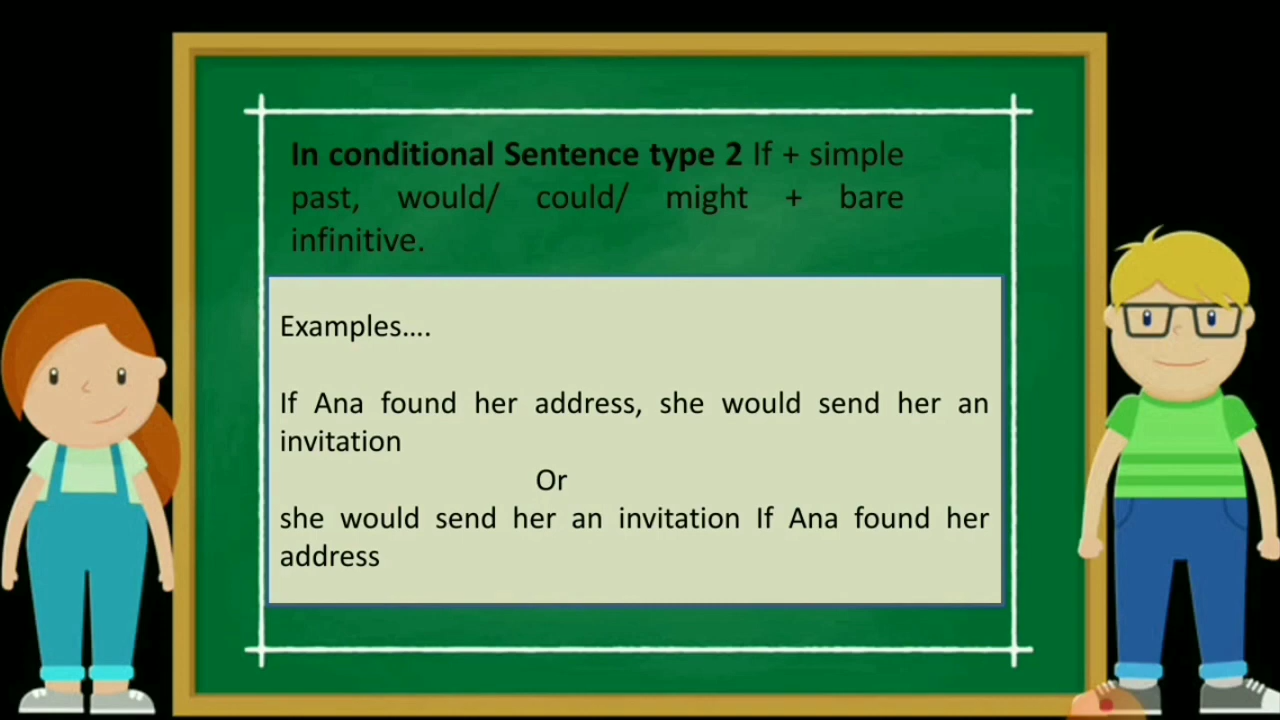 In conditional Sentence type 2 If + simple
past, would/ could/ might + bare
infinitive.
Examples....
If Ana found her address, she would send her an
invitation
Or
she would send her an invitation If Ana found her
address